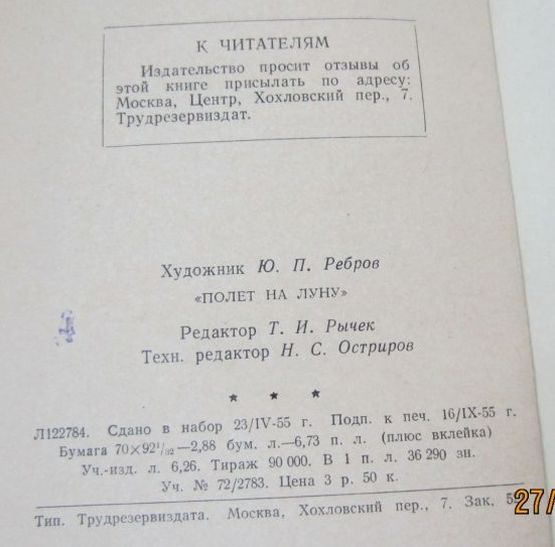 К ЧИТАТЕЛЯМ
Издательство просит отзывы об
этой книге присылать по адресу:
Москва, Центр, Хохловский пер., 7.
Трудрезервиздат.
Художник Ю. П. Ребров
«ПОЛЕТ НА ЛУНУ»
Редактор Т. И. Рычек
Техн. редактор Н. С. Остриров
* * *
Л122784. Сдано в набор 23/IV-55 г. Подп. к печ. 16/IX-55 г.
Бумага 70×92¹/₃₂—2,88 бум. л.—6,73 п. л. (плюс вклейка)
Уч.-изд. л. 6,26. Тираж 90 000. В 1 п. л. 36 290 зн.
Уч. № 72/2783. Цена 3 р. 50 к.
Тип. Трудрезервиздата. Москва, Хохловский пер., 7. Зак.
27/